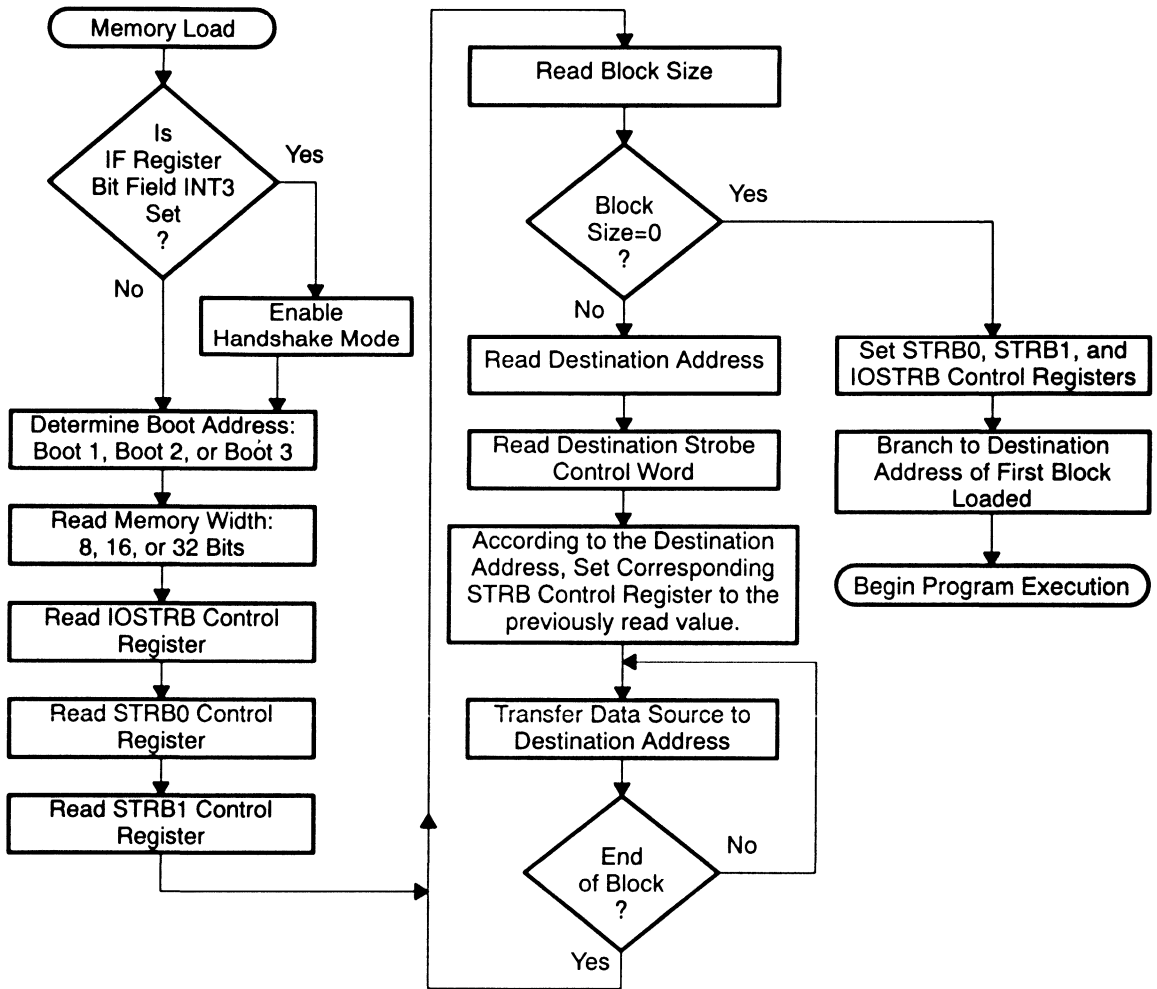 Memory Load
Is
IF Register
Bit Field INT3
Set
?
Yes
No
Enable
Handshake Mode
Determine Boot Address:
Boot 1, Boot 2, or Boot 3
Read Memory Width:
8, 16, or 32 Bits
Read IOSTRB Control
Register
Read STRB0 Control
Register
Read STRB1 Control
Register
Read Block Size
Block
Size=0
?
Yes
No
Read Destination Address
Read Destination Strobe
Control Word
According to the Destination
Address, Set Corresponding
STRB Control Register to the
previously read value.
Transfer Data Source to
Destination Address
End
of Block
?
No
Yes
Set STRB0, STRB1, and
IOSTRB Control Registers
Branch to Destination
Address of First Block
Loaded
Begin Program Execution